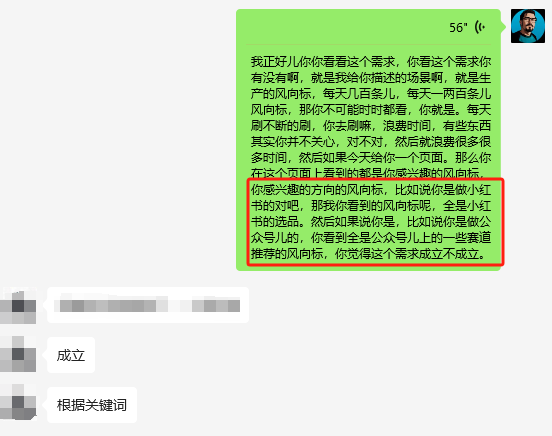 56"
我正好儿你你看看这个需求，你看这个需求你
有没有啊，就是我给你描述的场景啊，就是生
产的风向标，每天几百条儿，每天一两百条儿
风向标，那你不可能时时都看，你就是。每天
刷不断的刷，你去刷嘛，浪费时间，有些东西
其实你并不关心，对不对，然后就浪费很多很
多时间，然后如果今天给你一个页面。那么你
在这个页面上看到的都是你感兴趣的风向标，
你感兴趣的方向的风向标，比如说你是做小红
书的对吧，那我你看到的风向标呢，全是小红
书的选品。然后如果说你是，比如说你是做公
众号儿的，你看到全是公众号儿上的一些赛道
推荐的风向标，你觉得这个需求成立不成立。
成立
根据关键词